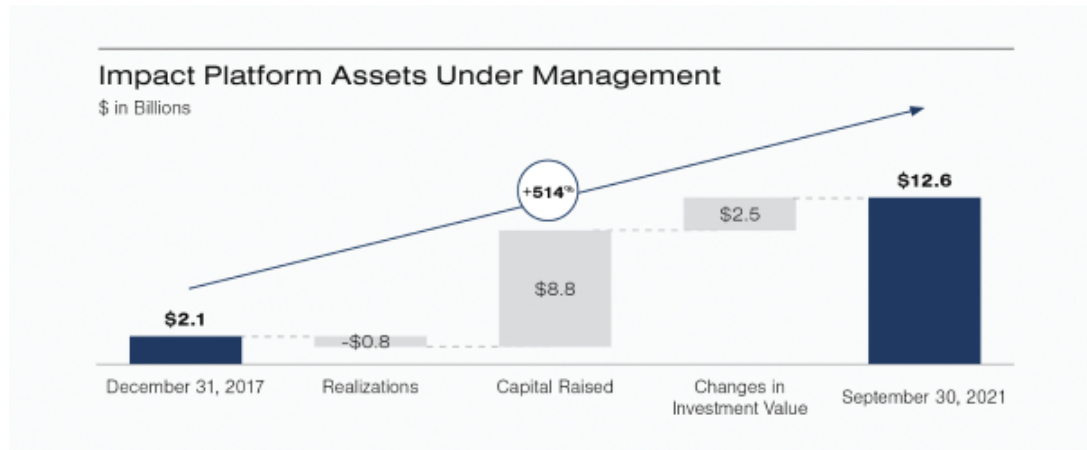 Impact Platform Assets Under Management
$ in Billions
+514%
$12.6
$2.5
$8.8
$2.1
-$0.8
December 31, 2017
Realizations
Capital Raised
Changes in
Investment Value
September 30, 2021